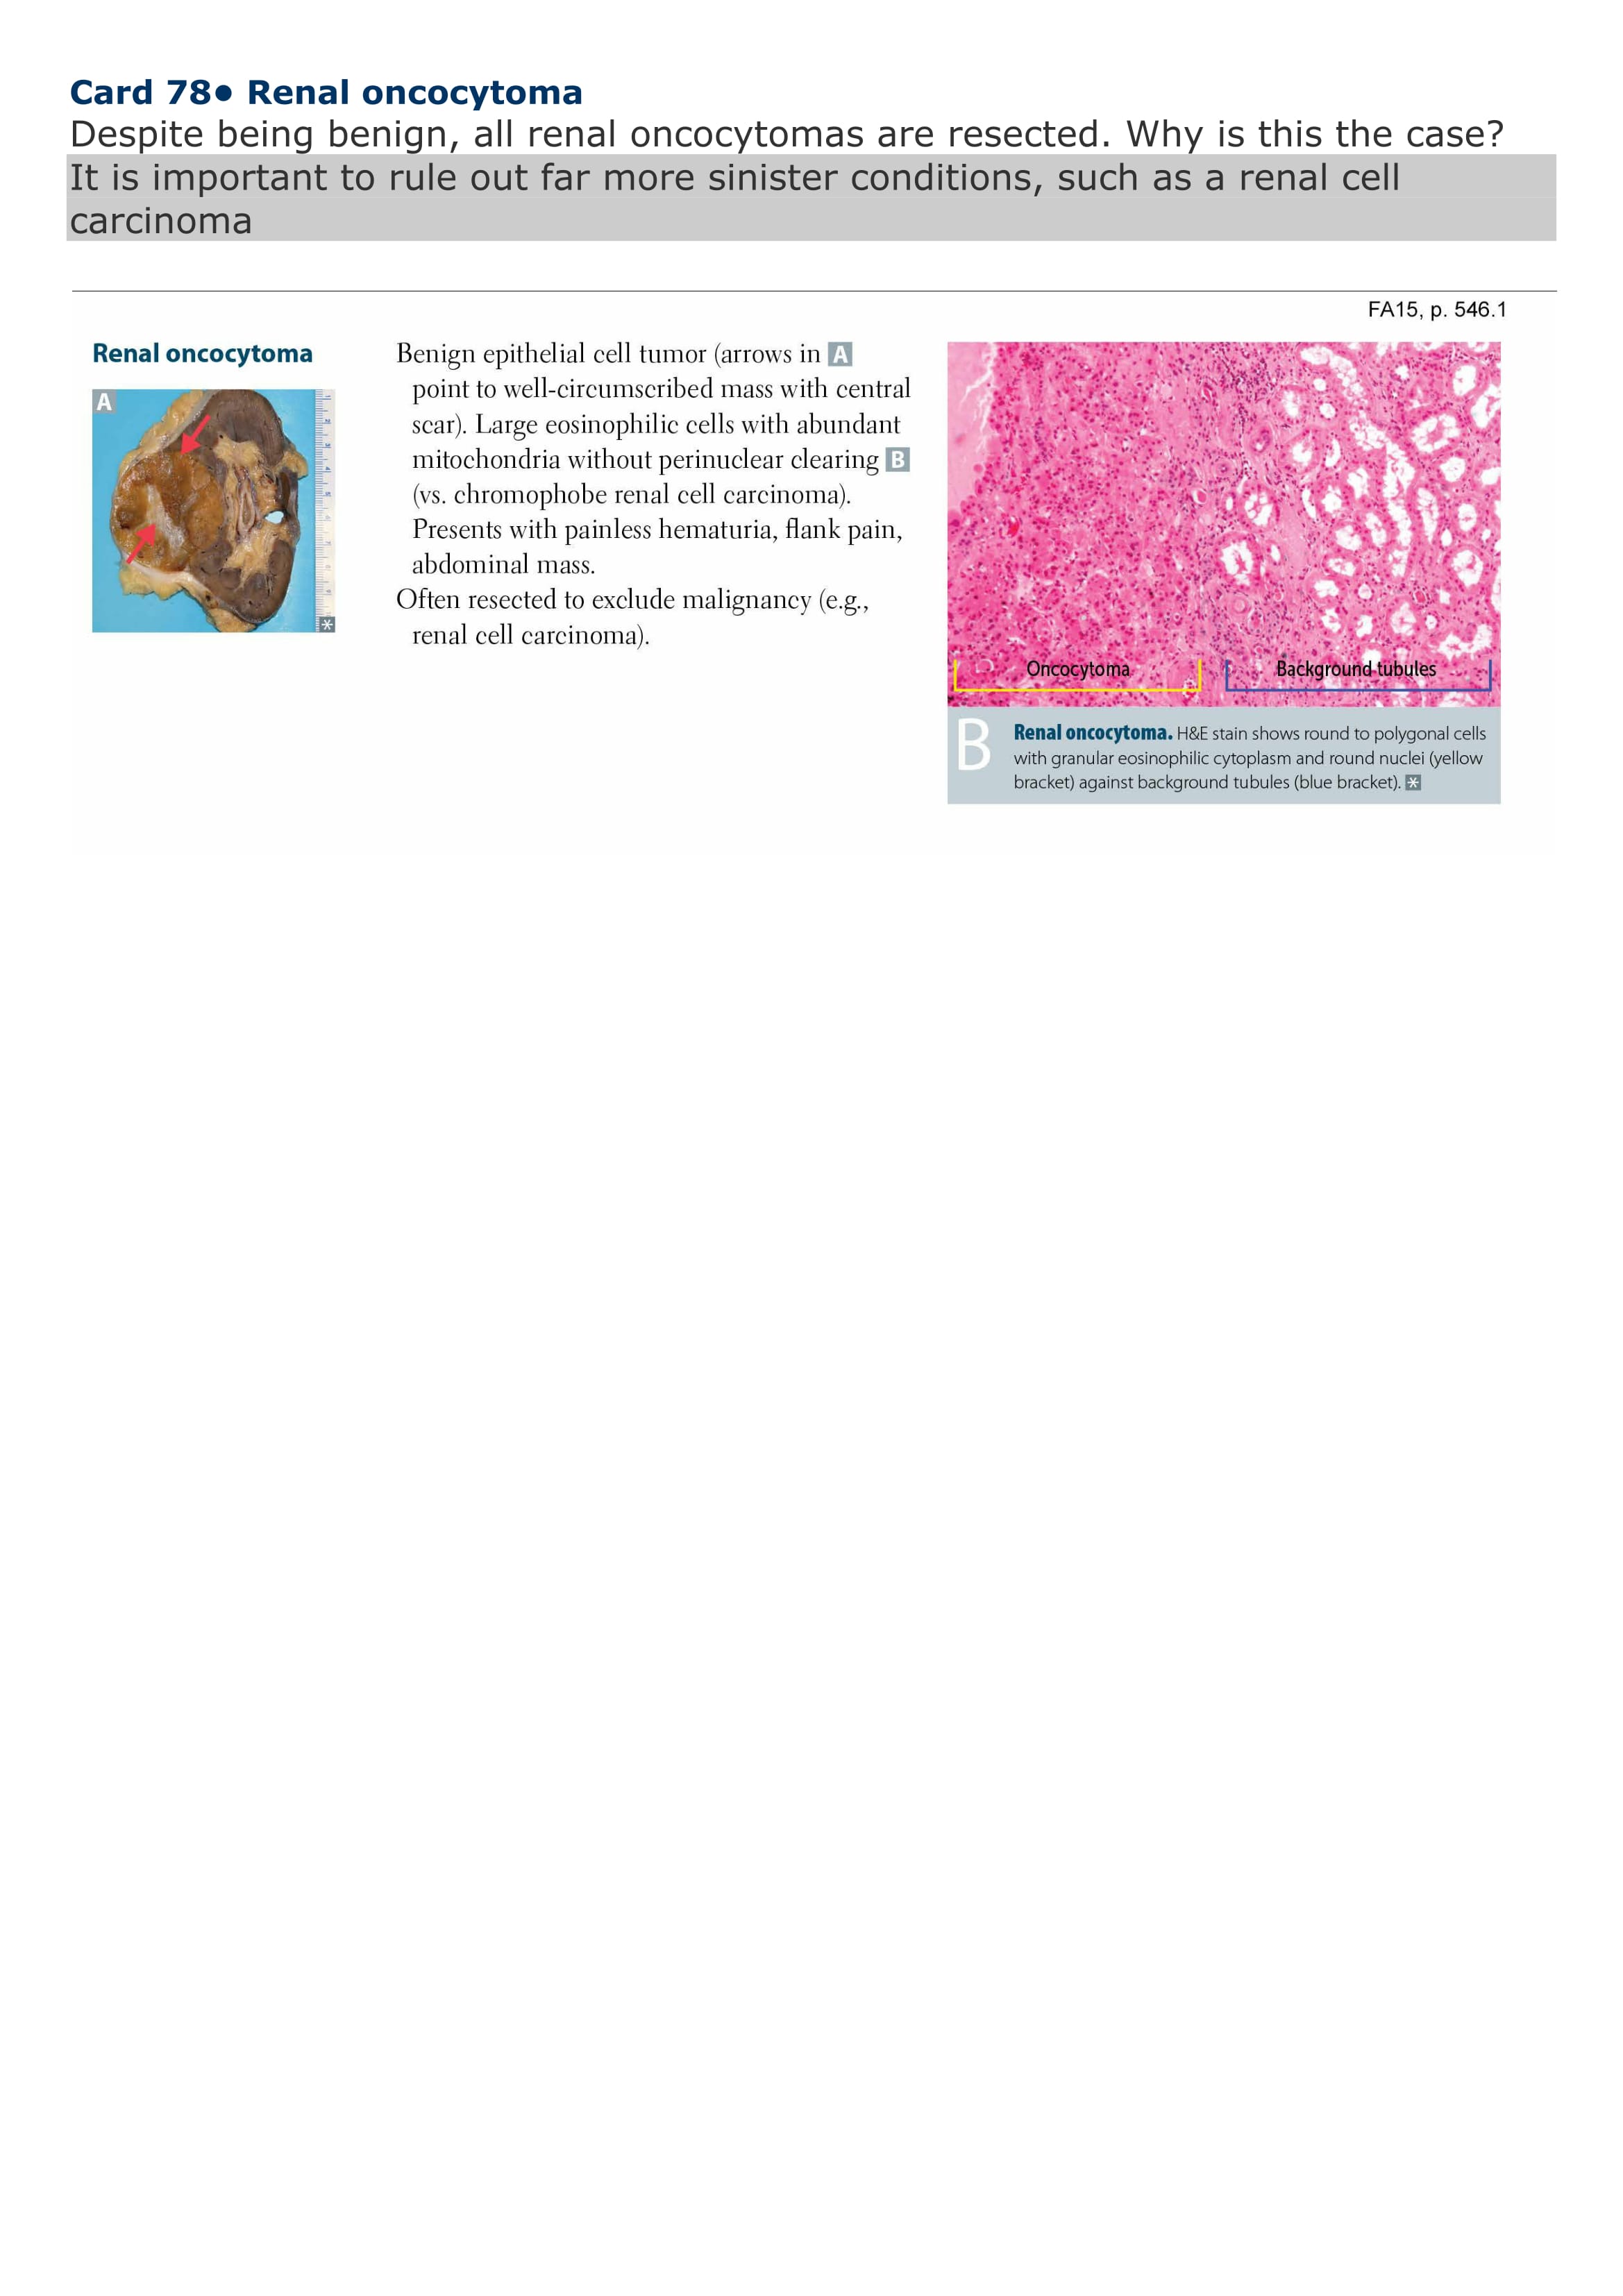 Card 78• Renal oncocytoma
Despite being benign, all renal oncocytomas are resected. Why is this the case?
It is important to rule out far more sinister conditions, such as a renal cell
carcinoma
FA15, p. 546.1
Renal oncocytoma
A
*
Benign epithelial cell tumor (arrows in A
point to well-circumscribed mass with central
scar). Large eosinophilic cells with abundant
mitochondria without perinuclear clearing B
(vs. chromophobe renal cell carcinoma).
Presents with painless hematuria, flank pain,
abdominal mass.
Often resected to exclude malignancy (e.g.,
renal cell carcinoma).
Oncocytoma
Background tubules
B
Renal oncocytoma. H&E stain shows round to polygonal cells
with granular eosinophilic cytoplasm and round nuclei (yellow
bracket) against background tubules (blue bracket). *